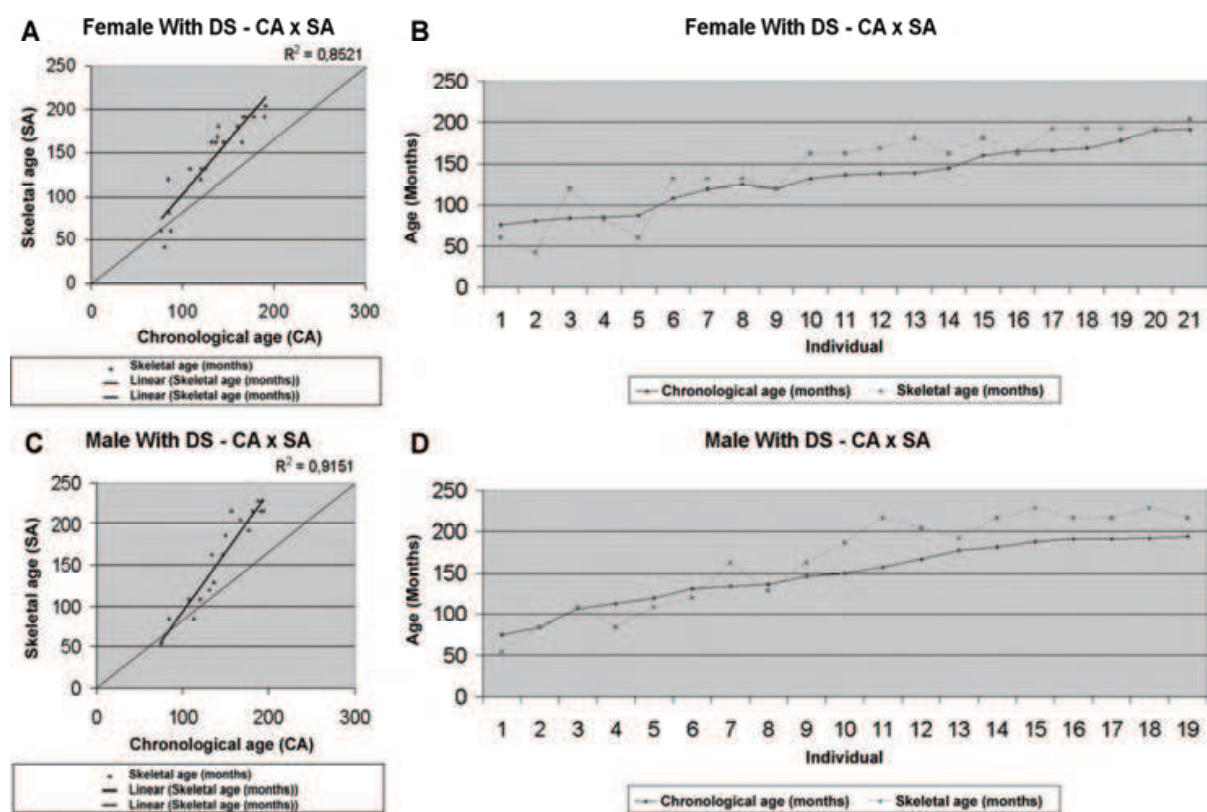 A
Female With DS - CA x SA
R² = 0,8521
Skeletal age (SA)
250
200
150
100
50
0
0 100 200 300
Chronological age (CA)
Skeletal age (months)
Linear (Skeletal age (months))
Linear (Skeletal age (months))
B
Female With DS - CA x SA
Age (Months)
250
200
150
100
50
0
1 2 3 4 5 6 7 8 9 10 11 12 13 14 15 16 17 18 19 20 21
Individual
Chronological age (months) Skeletal age (months)
C
Male With DS - CA x SA
R² = 0,9151
Skeletal age (SA)
250
200
150
100
50
0
0 100 200 300
Chronological age (CA)
Skeletal age (months)
Linear (Skeletal age (months))
Linear (Skeletal age (months))
D
Male With DS - CA x SA
Age (Months)
250
200
150
100
50
0
1 2 3 4 5 6 7 8 9 10 11 12 13 14 15 16 17 18 19
Individual
Chronological age (months) Skeletal age (months)